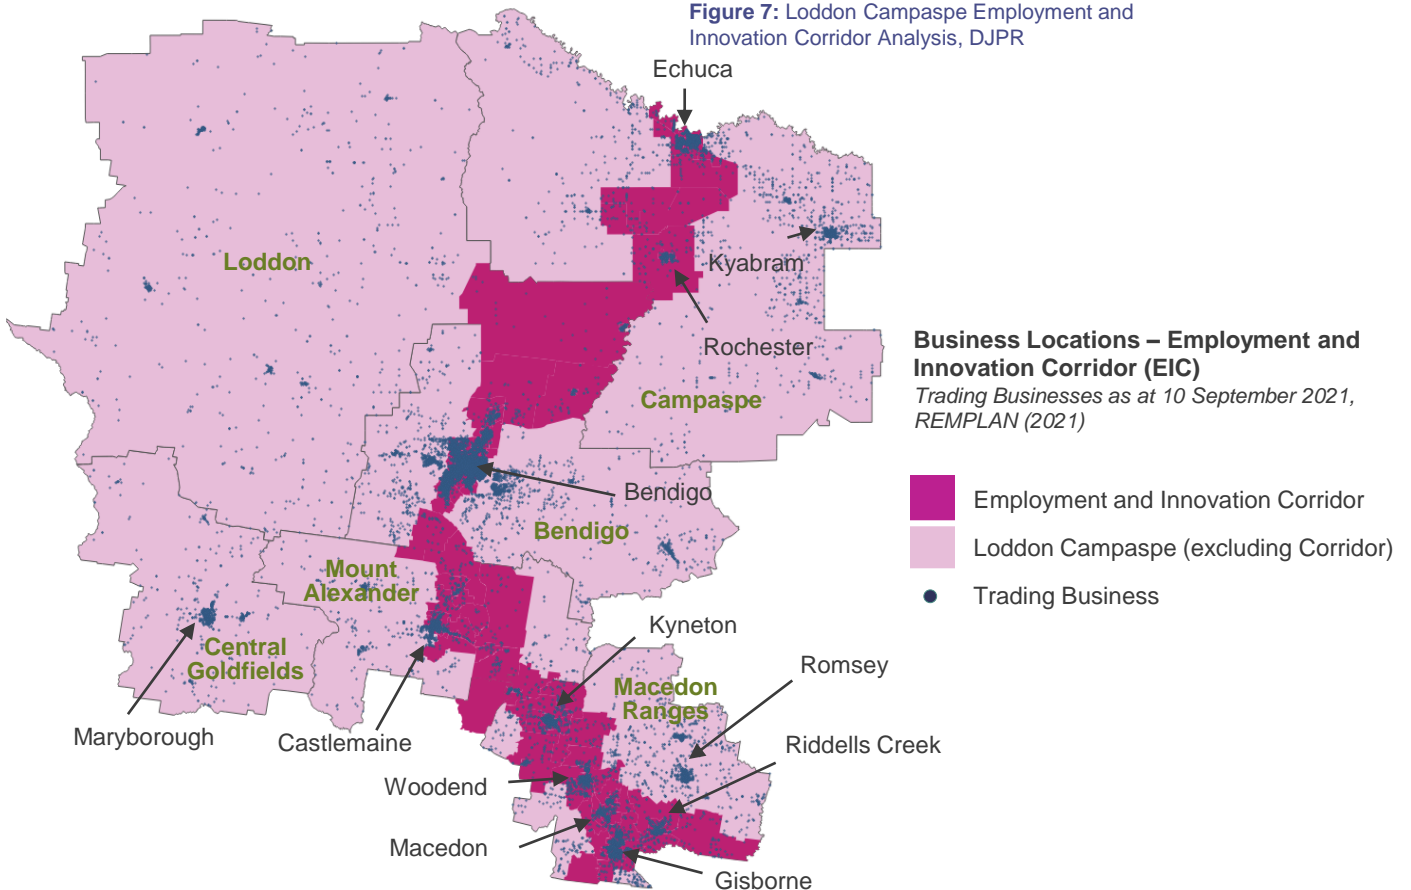 Figure 7: Loddon Campaspe Employment and
Innovation Corridor Analysis, DJPR
Echuca
Loddon
Kyabram
Rochester
Business Locations – Employment and
Innovation Corridor (EIC)
Trading Businesses as at 10 September 2021,
REMPLAN (2021)
Campaspe
Bendigo
Employment and Innovation Corridor
Bendigo
Loddon Campaspe (excluding Corridor)
Mount
Alexander
Trading Business
Kyneton
Central
Goldfields
Romsey
Macedon
Ranges
Maryborough
Castlemaine
Riddells Creek
Woodend
Macedon
Gisborne